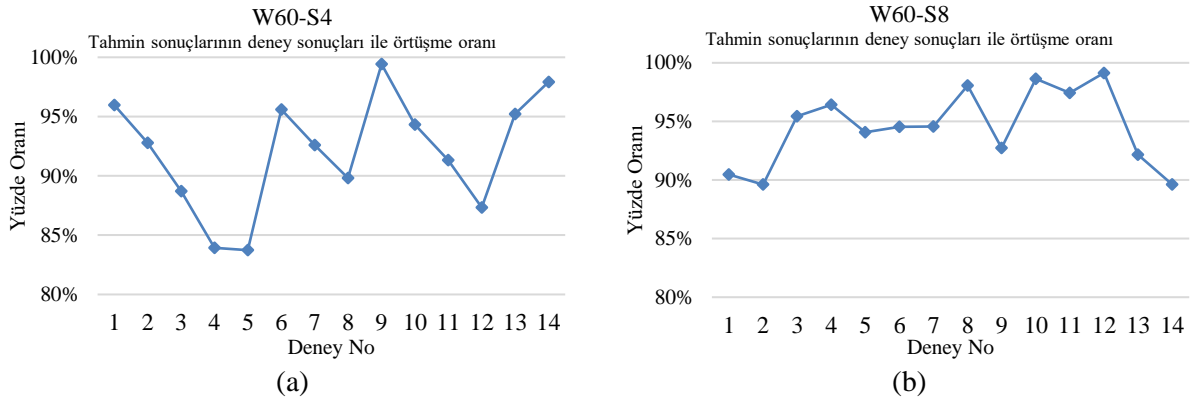 W60-S4
Tahmin sonuçlarının deney sonuçları ile örtüşme oranı
100%
95%
90%
85%
80%
Yüzde Oranı
1 2 3 4 5 6 7 8 9 10 11 12 13 14
Deney No
(a)
W60-S8
Tahmin sonuçlarının deney sonuçları ile örtüşme oranı
100%
95%
90%
85%
80%
Yüzde Oranı
1 2 3 4 5 6 7 8 9 10 11 12 13 14
Deney No
(b)